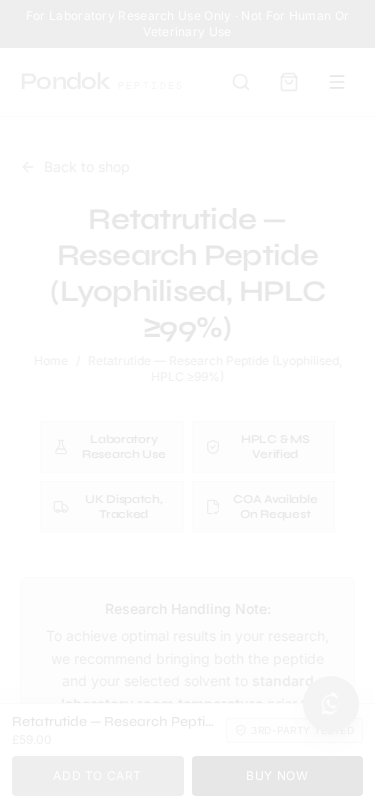 For Laboratory Research Use Only · Not For Human Or
Veterinary Use
Pondok PEPTIDES
Back to shop
Retatrutide —
Research Peptide
(Lyophilised, HPLC
≥99%)
Home / Retatrutide — Research Peptide (Lyophilised,
HPLC ≥99%)
Laboratory
Research Use
HPLC & MS
Verified
UK Dispatch,
Tracked
COA Available
On Request
Research Handling Note:
To achieve optimal results in your research,
we recommend bringing both the peptide
and your selected solvent to standard
Retatrutide — Research Pepti...
£59.00
3RD-PARTY
ADD TO CART
BUY NOW